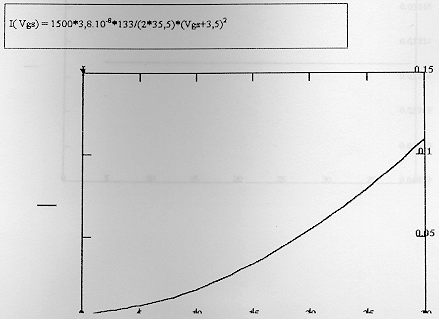 I( Vgs) = 1500*3,8.10⁻⁸*133/(2*35,5)*(Vgs+3,5)²
0.15
0.1
0.05